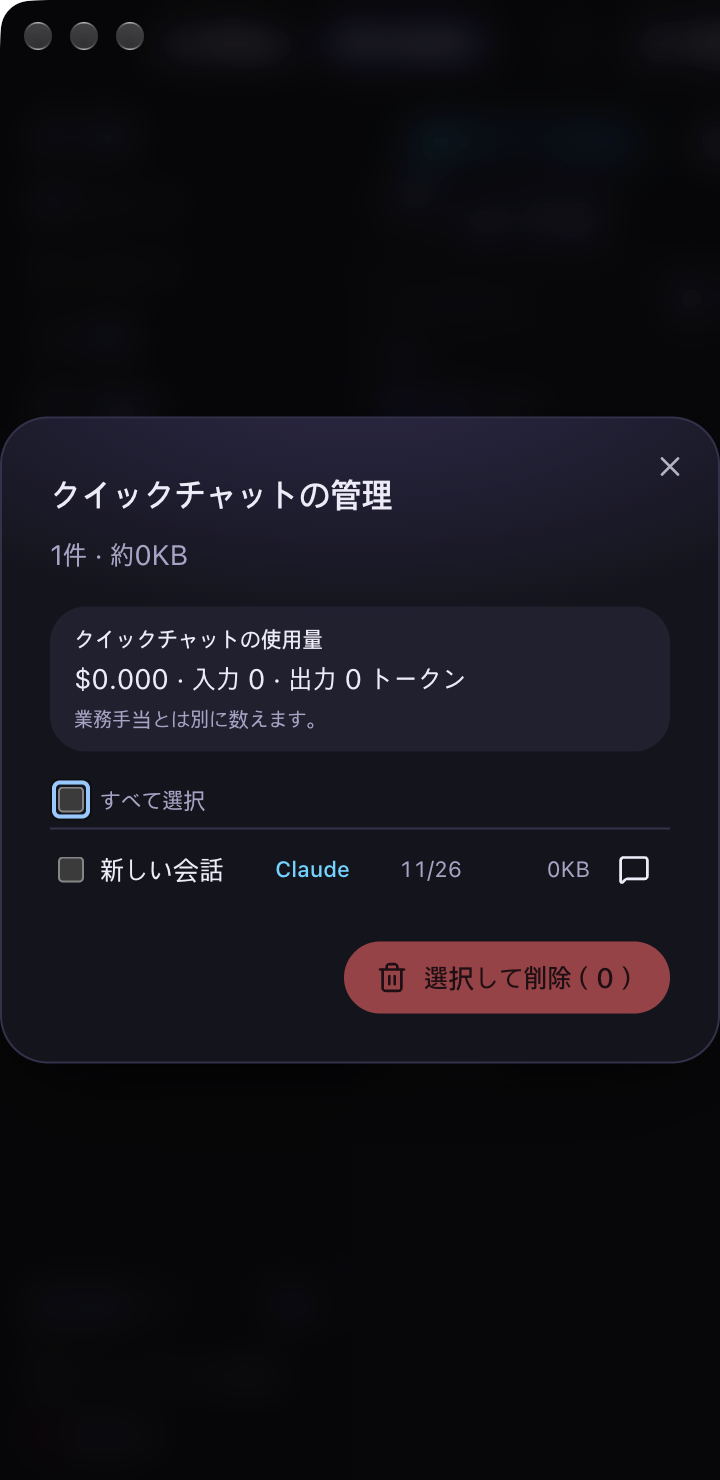 クイックチャットの管理
1件 · 約0KB
クイックチャットの使用量
$0.000 · 入力 0 · 出力 0 トークン
業務手当とは別に数えます。
すべて選択
新しい会話 Claude 11/26 0KB
選択して削除 ( 0 )